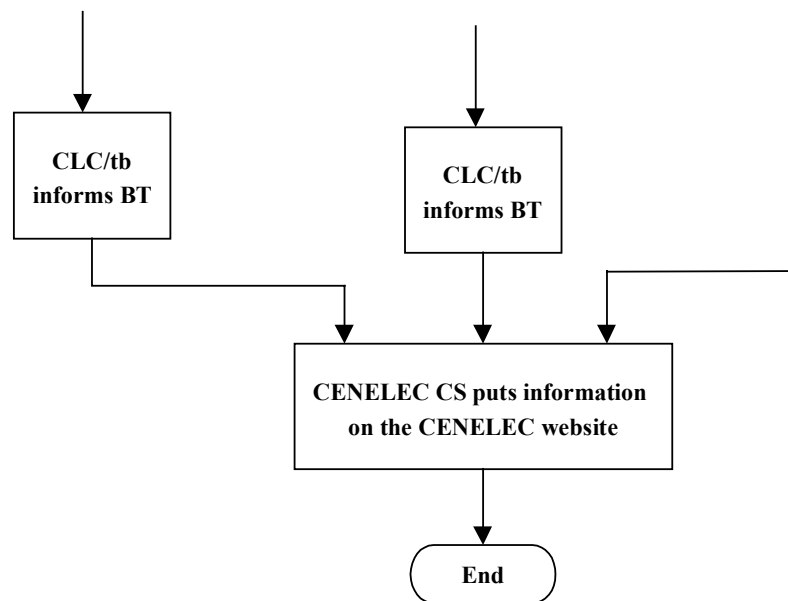 CLC/tb
informs BT
CLC/tb
informs BT
CENELEC CS puts information
on the CENELEC website
End